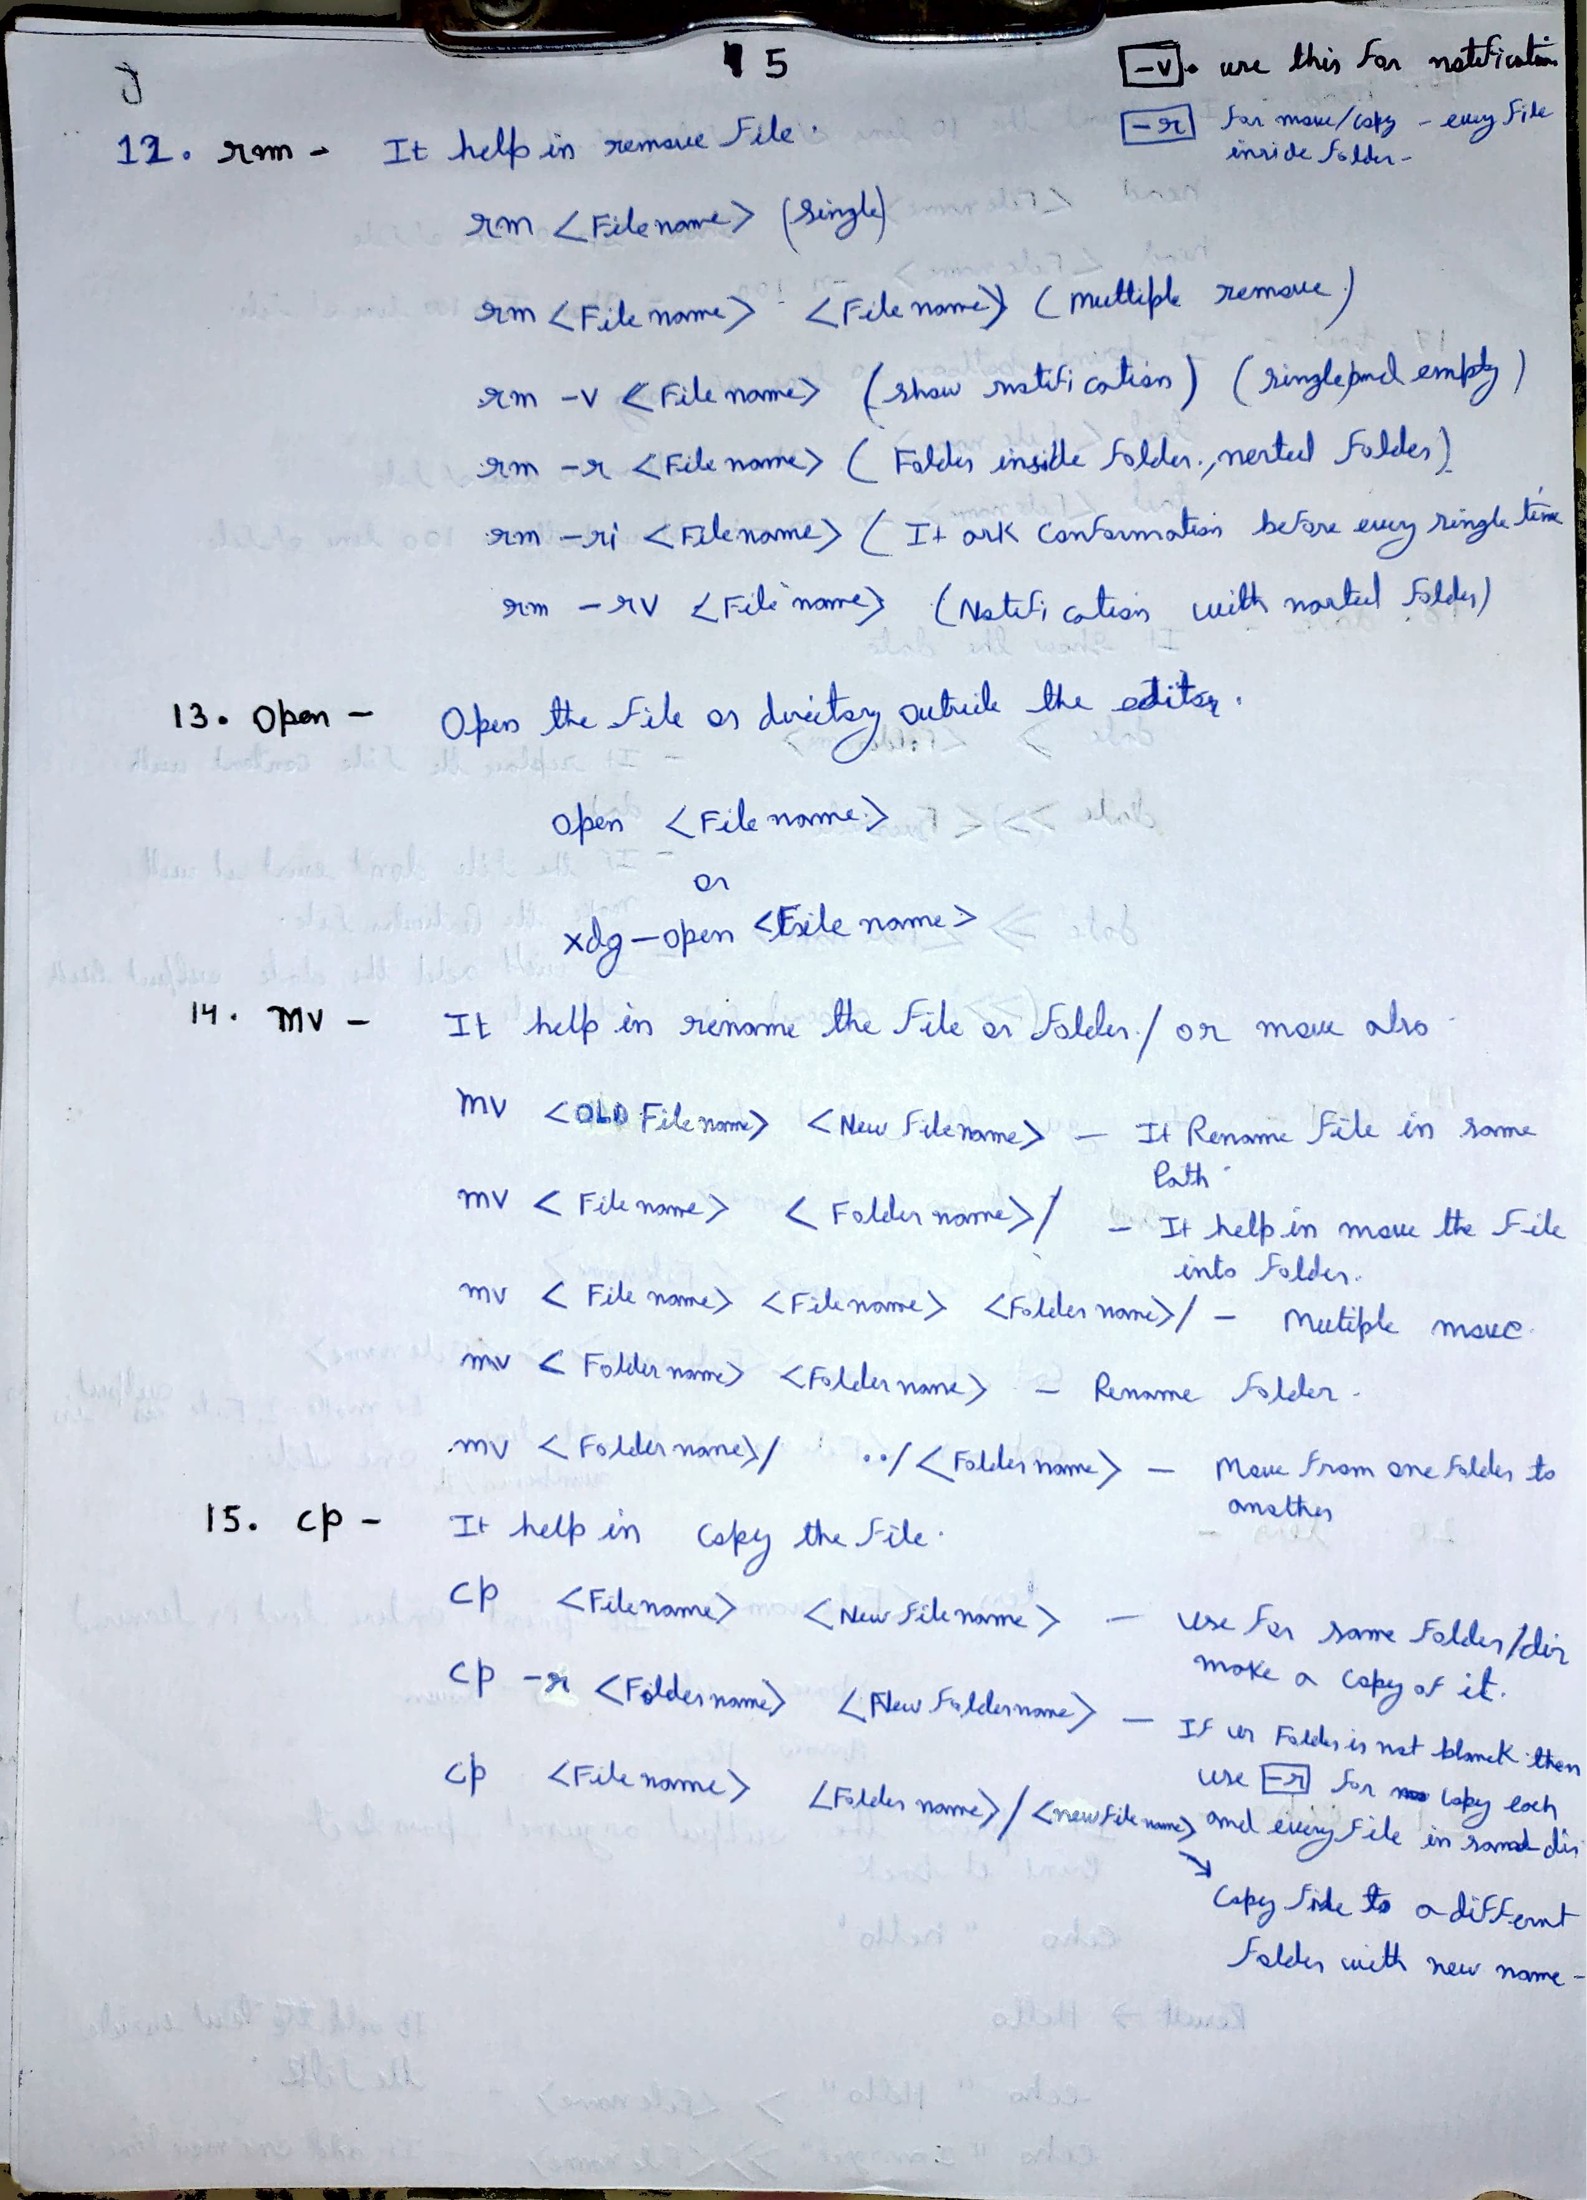 5
[-v]. use this for notification
[-r] for move/copy - every file
inside folder -
12. rm - It help in remove file.
rm <File name> (single)
rm <File name> <File name> (multiple remove)
rm -v <File name> (show notification) (single and empty)
rm -r <File name> (Folder inside folder, nested folder)
rm -ri <File name> (It ask conformation before every single time
rm -rv <File name> (Notification with nested folder)
13. open - Open the file or directory outside the editor.
open <File name>
or
xdg-open <File name>
14. mv - It help in rename the file or folder / or move also
mv <OLD File name> <New File name> - It Rename file in same
Path.
mv <File name> <Folder name>/ - It help in move the file
into folder.
mv <File name> <File name> <Folder name>/ - Multiple move.
mv <Folder name> <Folder name> - Rename folder.
mv <Folder name>/ ../<Folder name> - Move from one folder to
another
15. cp - It help in copy the file.
cp <File name> <New file name> - use for same folder/dir
make a copy of it.
cp -r <Folder name> <New folder name> - If ur Folder is not blanck then
use [-r] for copy each
and every file in dir
cp <File name> <Folder name>/<new file name>
↘
Copy file to a differnt
folder with new name -